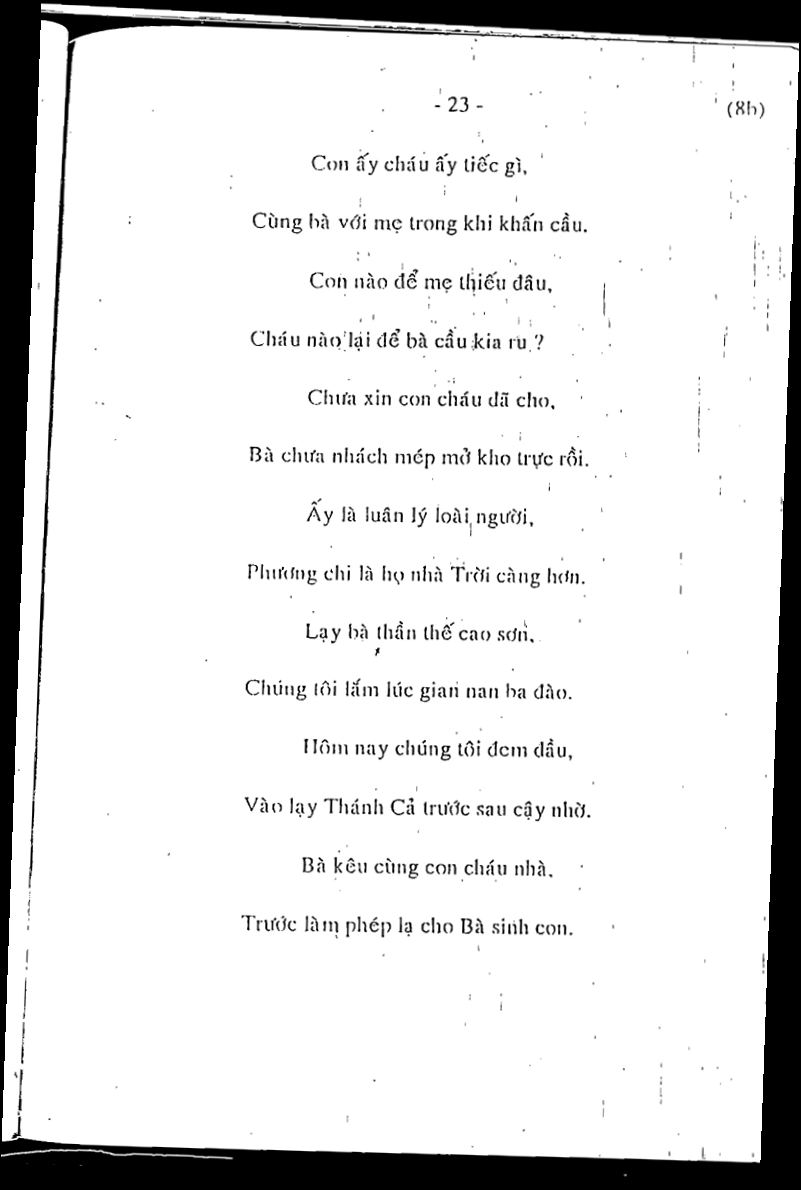 - 23 -
(8b)
Con ấy cháu ấy tiếc gì,
Cùng bà với mẹ trong khi khấn cầu.
Con nào để mẹ thiếu đâu,
Cháu nào lại để bà cầu kia ru ?
Chưa xin con cháu đã cho,
Bà chưa nhách mép mở kho trực rồi.
Ấy là luân lý loài người,
Phương chi là họ nhà Trời càng hơn.
Lạy bà thần thế cao sơn,
Chúng tôi lắm lúc gian nan ba đào.
Hôm nay chúng tôi đem đầu,
Vào lạy Thánh Cả trước sau cậy nhờ.
Bà kêu cùng con cháu nhà,
Trước làm phép lạ cho Bà sinh con.